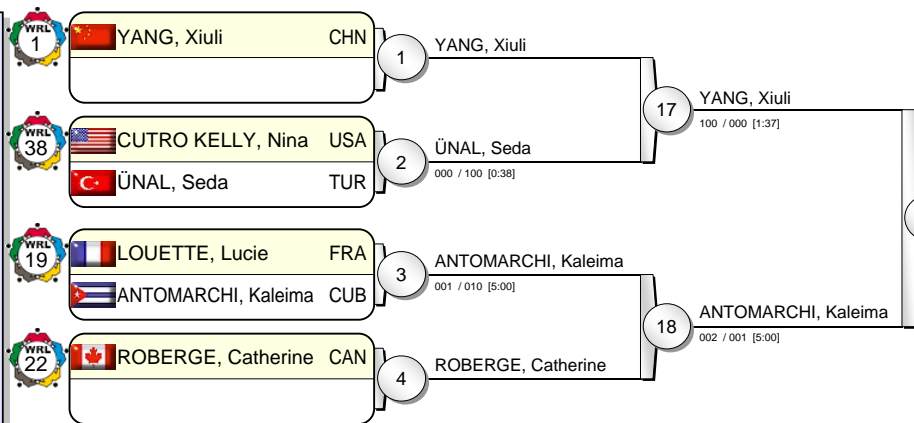 WRL
1
YANG, Xiuli CHN
1
YANG, Xiuli
WRL
38
CUTRO KELLY, Nina USA
ÜNAL, Seda TUR
2
ÜNAL, Seda
000 / 100 [0:38]
17
YANG, Xiuli
100 / 000 [1:37]
WRL
19
LOUETTE, Lucie FRA
ANTOMARCHI, Kaleima CUB
3
ANTOMARCHI, Kaleima
001 / 010 [5:00]
WRL
22
ROBERGE, Catherine CAN
4
ROBERGE, Catherine
18
ANTOMARCHI, Kaleima
002 / 001 [5:00]